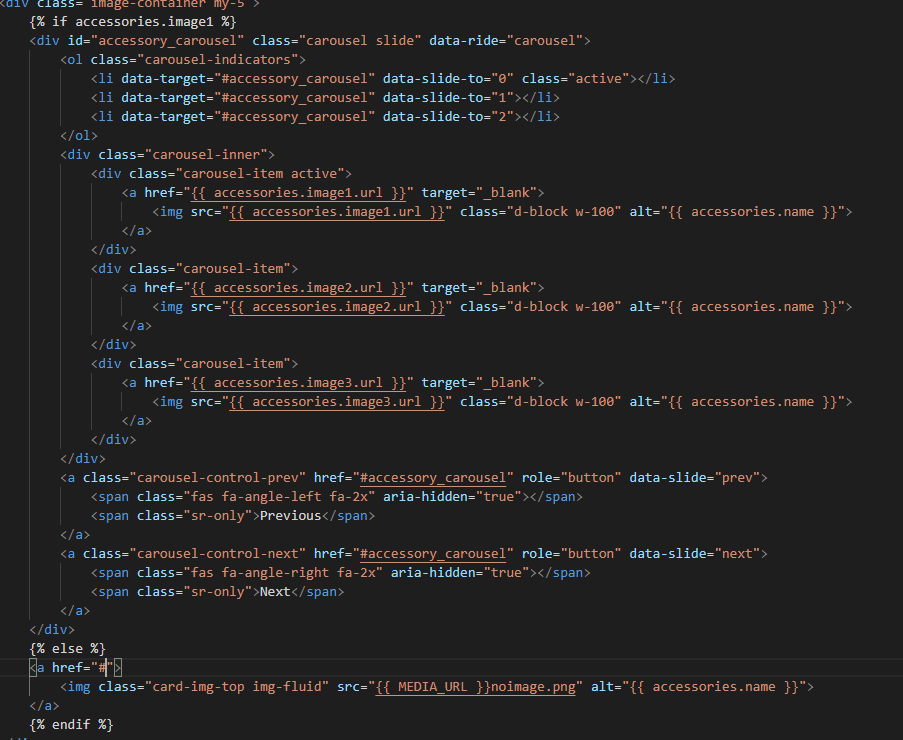 <div class="image-container my-5">
{% if accessories.image1 %}
<div id="accessory_carousel" class="carousel slide" data-ride="carousel">
<ol class="carousel-indicators">
<li data-target="#accessory_carousel" data-slide-to="0" class="active"></li>
<li data-target="#accessory_carousel" data-slide-to="1"></li>
<li data-target="#accessory_carousel" data-slide-to="2"></li>
</ol>
<div class="carousel-inner">
<div class="carousel-item active">
<a href="{{ accessories.image1.url }}" target="_blank">
<img src="{{ accessories.image1.url }}" class="d-block w-100" alt="{{ accessories.name }}">
</a>
</div>
<div class="carousel-item">
<a href="{{ accessories.image2.url }}" target="_blank">
<img src="{{ accessories.image2.url }}" class="d-block w-100" alt="{{ accessories.name }}">
</a>
</div>
<div class="carousel-item">
<a href="{{ accessories.image3.url }}" target="_blank">
<img src="{{ accessories.image3.url }}" class="d-block w-100" alt="{{ accessories.name }}">
</a>
</div>
</div>
<a class="carousel-control-prev" href="#accessory_carousel" role="button" data-slide="prev">
<span class="fas fa-angle-left fa-2x" aria-hidden="true"></span>
<span class="sr-only">Previous</span>
</a>
<a class="carousel-control-next" href="#accessory_carousel" role="button" data-slide="next">
<span class="fas fa-angle-right fa-2x" aria-hidden="true"></span>
<span class="sr-only">Next</span>
</a>
</div>
{% else %}
<a href="#">
<img class="card-img-top img-fluid" src="{{ MEDIA_URL }}noimage.png" alt="{{ accessories.name }}">
</a>
{% endif %}